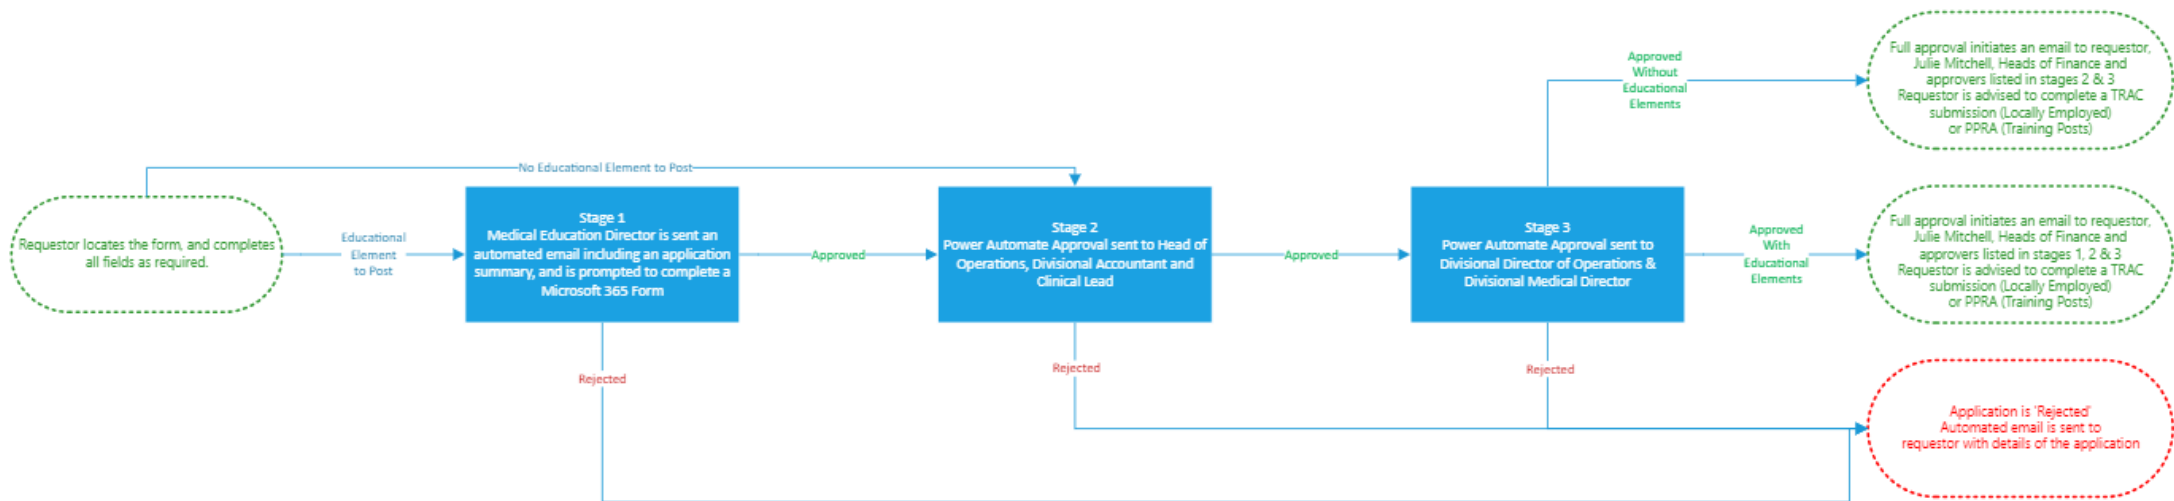 Requestor locates the form, and completes
all fields as required.
No Educational Element to Post
Educational
Element
to Post
Stage 1
Medical Education Director is sent an
automated email including an application
summary, and is prompted to complete a
Microsoft 365 Form
Approved
Rejected
Stage 2
Power Automate Approval sent to Head of
Operations, Divisional Accountant and
Clinical Lead
Approved
Rejected
Stage 3
Power Automate Approval sent to
Divisional Director of Operations &
Divisional Medical Director
Rejected
Approved
Without
Educational
Elements
Full approval initiates an email to requestor,
Julie Mitchell, Heads of Finance and
approvers listed in stages 2 & 3
Requestor is advised to complete a TRAC
submission (Locally Employed)
or PPRA (Training Posts)
Approved
With
Educational
Elements
Full approval initiates an email to requestor,
Julie Mitchell, Heads of Finance and
approvers listed in stages 1, 2 & 3
Requestor is advised to complete a TRAC
submission (Locally Employed)
or PPRA (Training Posts)
Application is 'Rejected'
Automated email is sent to
requestor with details of the application